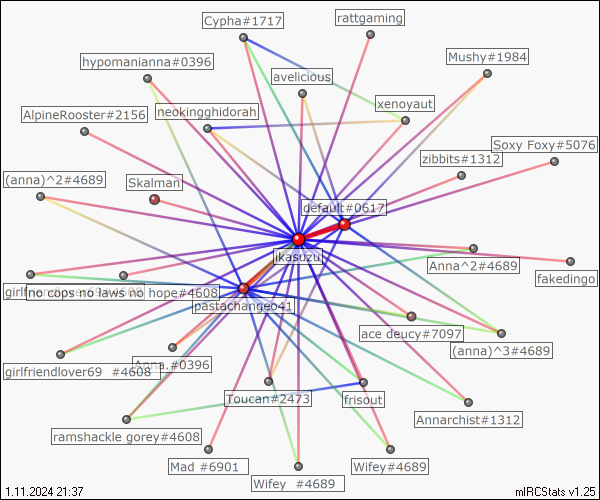 Cypha#1717
rattgaming
hypomanianna#0396
Mushy#1984
avelicious
xenoyaut
neokingghidorah
AlpineRooster#2156
Soxy Foxy#5076
zibbits#1312
(anna)^2#4689
Skalman
default#0617
ikasuzu
Anna^2#4689
fakedingo
no cops no laws no hope#4608
pastachangeo41
ace deucy#7097
(anna)^3#4689
girlfriendlover69 #4608
Anna.#0396
Toucan#2473
frisout
Annarchist#1312
ramshackle gorey#4608
Mad #6901
Wifey #4689
Wifey#4689
1.11.2024 21:37
mIRCStats v1.25